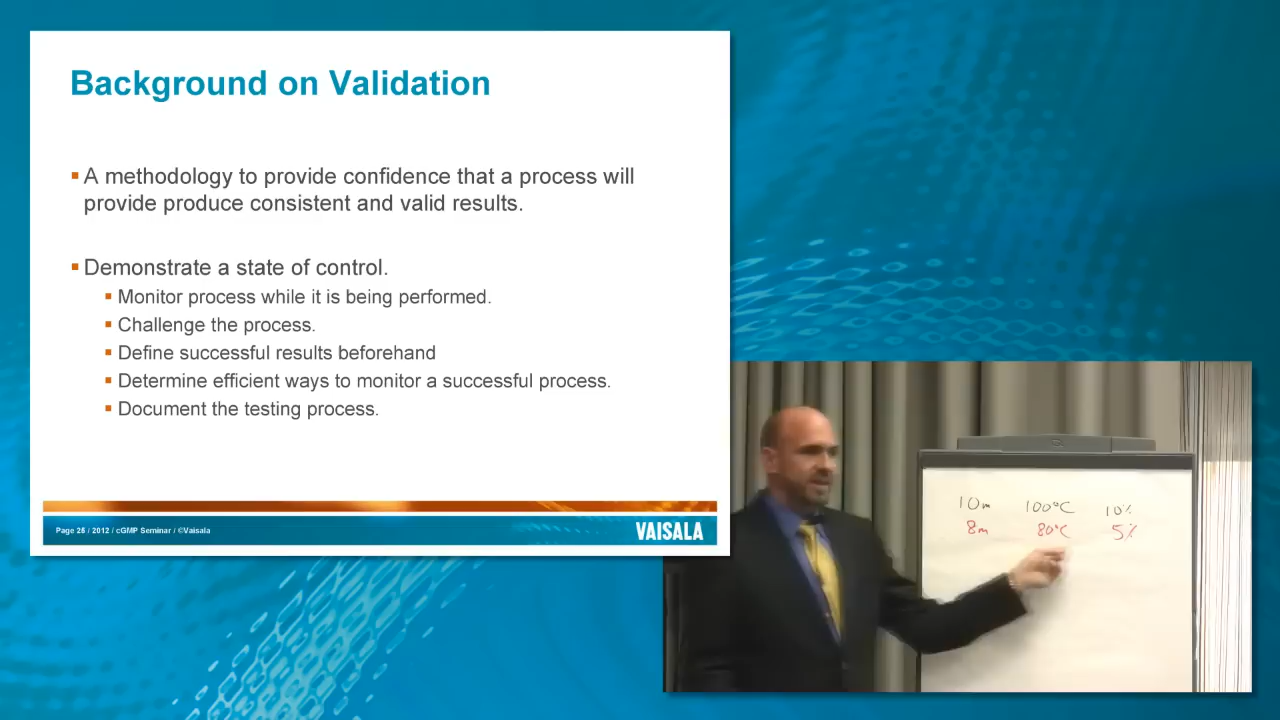 Background on Validation
A methodology to provide confidence that a process will
provide produce consistent and valid results.
Demonstrate a state of control.
Monitor process while it is being performed.
Challenge the process.
Define successful results beforehand
Determine efficient ways to monitor a successful process.
Document the testing process.
Page 25 / 2012 / cGMP Seminar / ©Vaisala
VAISALA
10m 100°C 10%
8m 80°C 5%